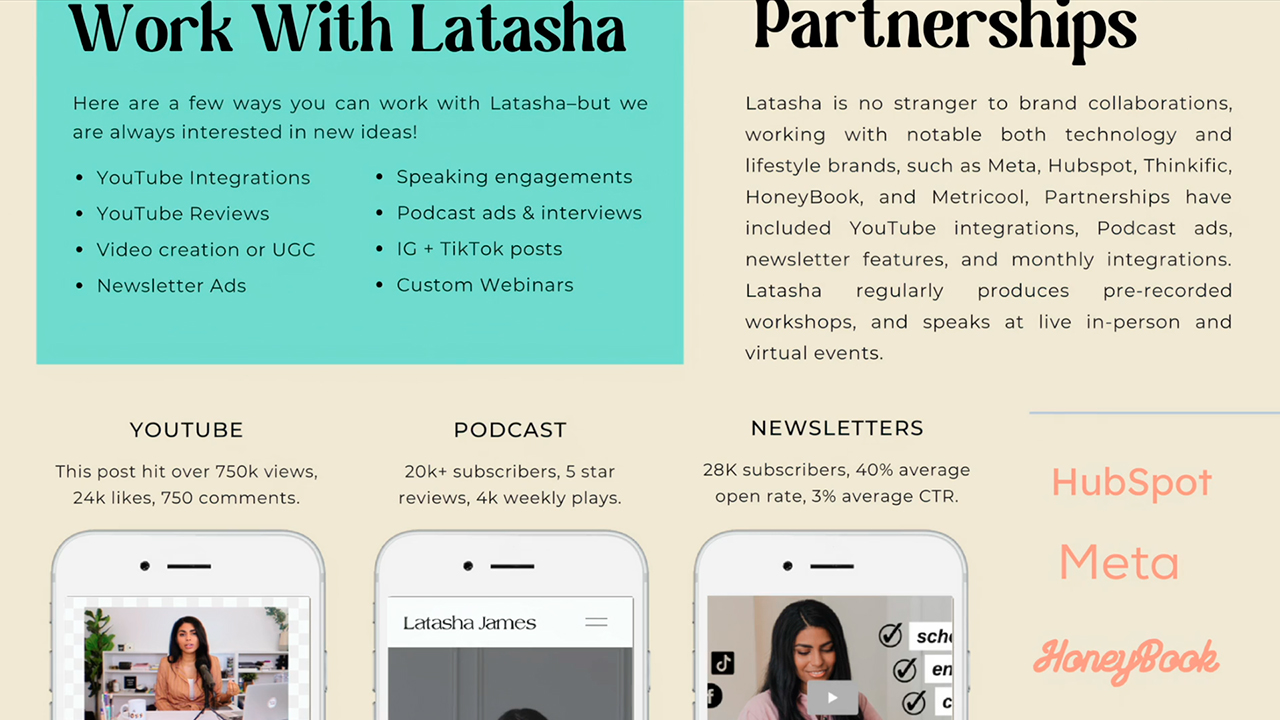 Work With Latasha
Here are a few ways you can work with Latasha–but we
are always interested in new ideas!
• YouTube Integrations
• YouTube Reviews
• Video creation or UGC
• Newsletter Ads
• Speaking engagements
• Podcast ads & interviews
• IG + TikTok posts
• Custom Webinars
Partnerships
Latasha is no stranger to brand collaborations,
working with notable both technology and
lifestyle brands, such as Meta, Hubspot, Thinkific,
HoneyBook, and Metricool, Partnerships have
included YouTube integrations, Podcast ads,
newsletter features, and monthly integrations.
Latasha regularly produces pre-recorded
workshops, and speaks at live in-person and
virtual events.
YOUTUBE
This post hit over 750k views,
24k likes, 750 comments.
PODCAST
20k+ subscribers, 5 star
reviews, 4k weekly plays.
Latasha James
NEWSLETTERS
28K subscribers, 40% average
open rate, 3% average CTR.
sch
en
c
HubSpot
Meta
HoneyBook